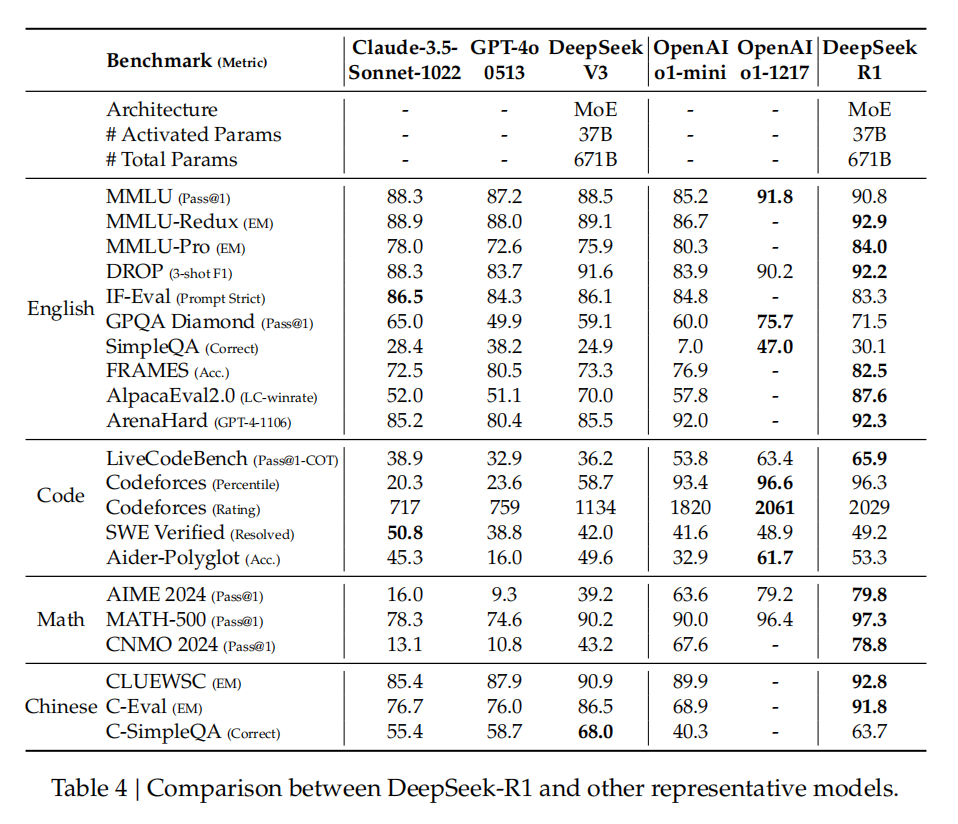 Benchmark (Metric) Claude-3.5-Sonnet-1022 GPT-4o 0513 DeepSeek V3 OpenAI o1-mini OpenAI o1-1217 DeepSeek R1
Architecture - - MoE - - MoE
# Activated Params - - 37B - - 37B
# Total Params - - 671B - - 671B
English
MMLU (Pass@1) 88.3 87.2 88.5 85.2 91.8 90.8
MMLU-Redux (EM) 88.9 88.0 89.1 86.7 - 92.9
MMLU-Pro (EM) 78.0 72.6 75.9 80.3 - 84.0
DROP (3-shot F1) 88.3 83.7 91.6 83.9 90.2 92.2
IF-Eval (Prompt Strict) 86.5 84.3 86.1 84.8 - 83.3
GPQA Diamond (Pass@1) 65.0 49.9 59.1 60.0 75.7 71.5
SimpleQA (Correct) 28.4 38.2 24.9 7.0 47.0 30.1
FRAMES (Acc.) 72.5 80.5 73.3 76.9 - 82.5
AlpacaEval2.0 (LC-winrate) 52.0 51.1 70.0 57.8 - 87.6
ArenaHard (GPT-4-1106) 85.2 80.4 85.5 92.0 - 92.3
Code
LiveCodeBench (Pass@1-COT) 38.9 32.9 36.2 53.8 63.4 65.9
Codeforces (Percentile) 20.3 23.6 58.7 93.4 96.6 96.3
Codeforces (Rating) 717 759 1134 1820 2061 2029
SWE Verified (Resolved) 50.8 38.8 42.0 41.6 48.9 49.2
Aider-Polyglot (Acc.) 45.3 16.0 49.6 32.9 61.7 53.3
Math
AIME 2024 (Pass@1) 16.0 9.3 39.2 63.6 79.2 79.8
MATH-500 (Pass@1) 78.3 74.6 90.2 90.0 96.4 97.3
CNMO 2024 (Pass@1) 13.1 10.8 43.2 67.6 - 78.8
Chinese
CLUEWSC (EM) 85.4 87.9 90.9 89.9 - 92.8
C-Eval (EM) 76.7 76.0 86.5 68.9 - 91.8
C-SimpleQA (Correct) 55.4 58.7 68.0 40.3 - 63.7
Table 4 | Comparison between DeepSeek-R1 and other representative models.